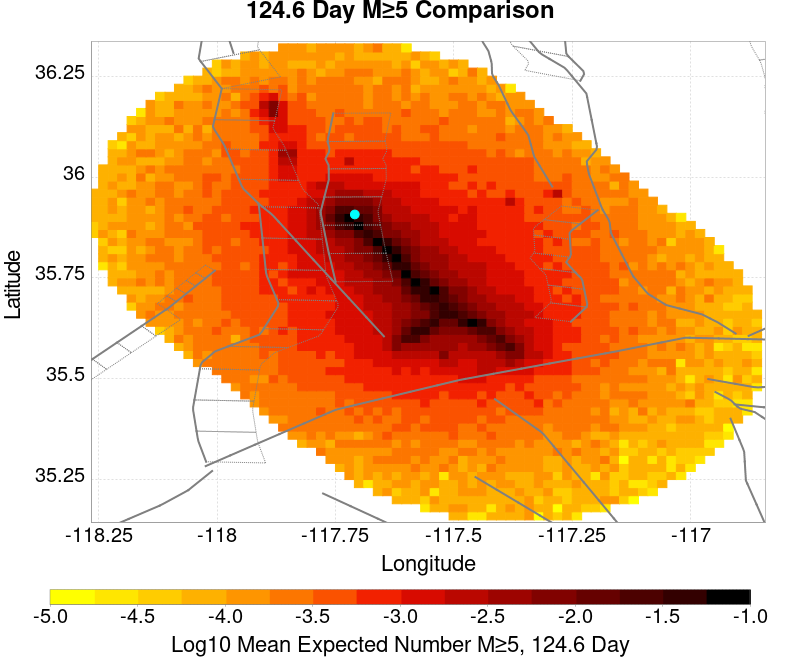 124.6 Day M≥5 Comparison
36.25
36
35.75
35.5
35.25
Latitude
-118.25 -118 -117.75 -117.5 -117.25 -117
Longitude
-5.0 -4.5 -4.0 -3.5 -3.0 -2.5 -2.0 -1.5 -1.0
Log10 Mean Expected Number M≥5, 124.6 Day